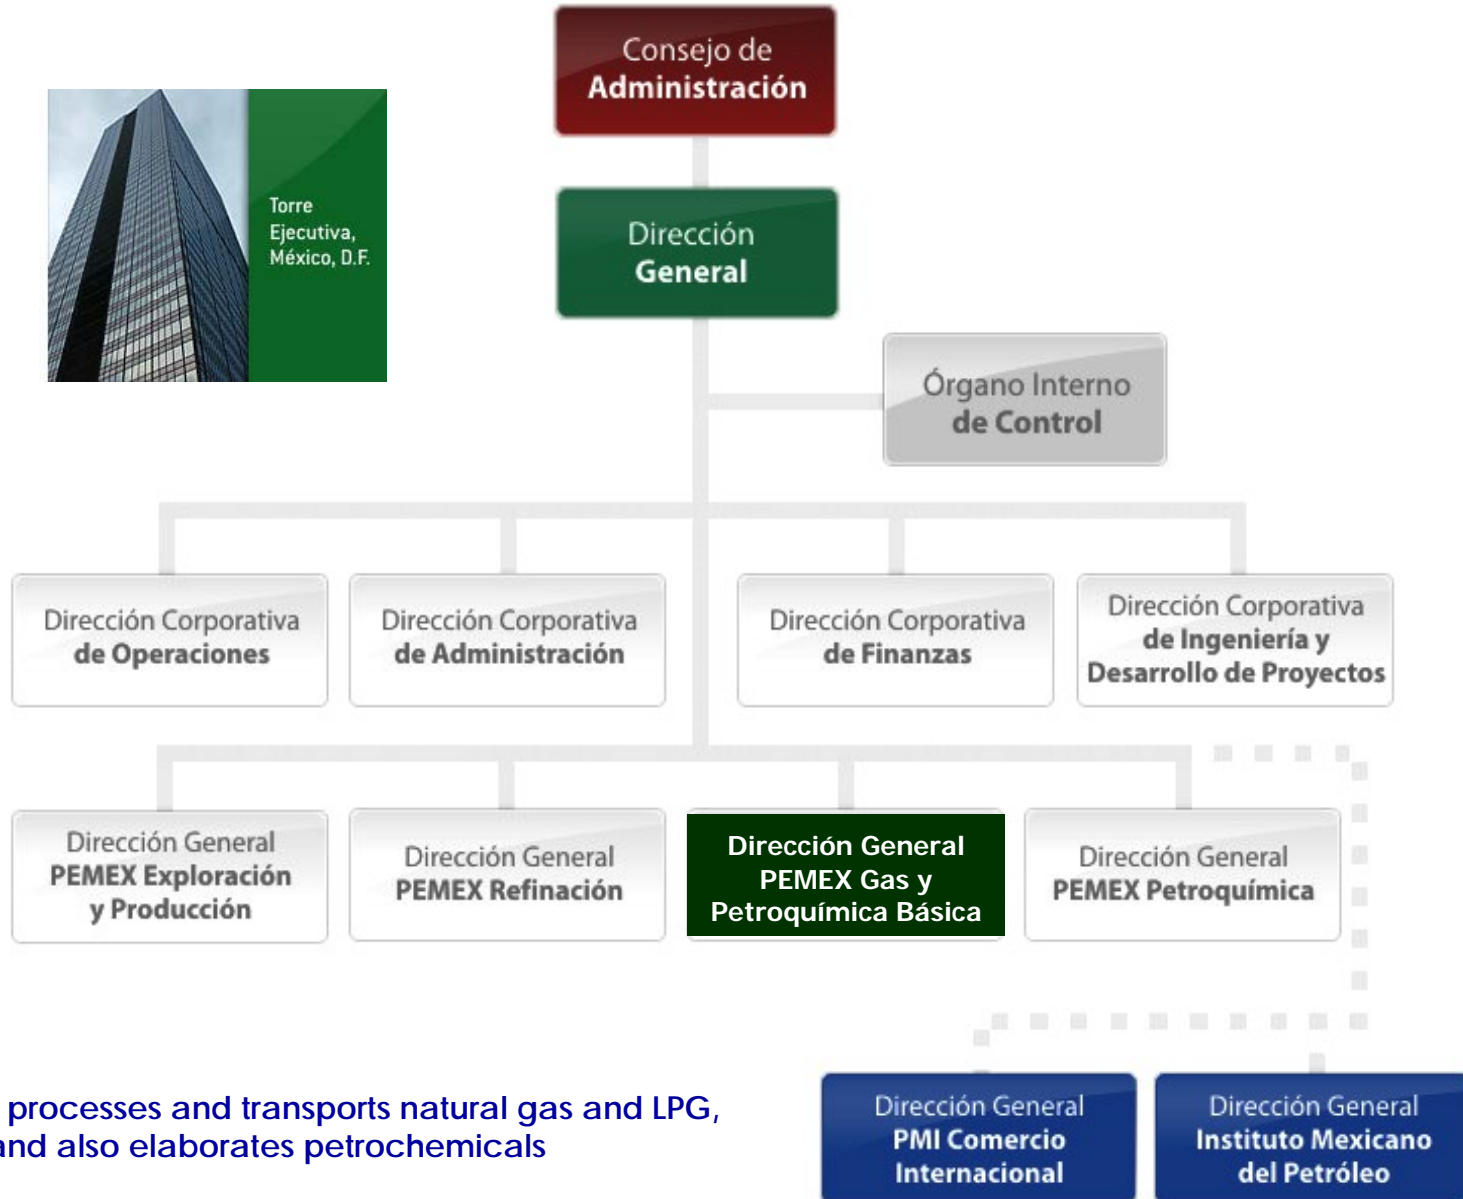 Consejo de
Administración
Torre
Ejecutiva,
México, D.F.
Dirección
General
Órgano Interno
de Control
Dirección Corporativa
de Operaciones
Dirección Corporativa
de Administración
Dirección Corporativa
de Finanzas
Dirección Corporativa
de Ingeniería y
Desarrollo de Proyectos
Dirección General
PEMEX Exploración
y Producción
Dirección General
PEMEX Refinación
Dirección General
PEMEX Gas y
Petroquímica Básica
Dirección General
PEMEX Petroquímica
processes and transports natural gas and LPG,
and also elaborates petrochemicals
Dirección General
PMI Comercio
Internacional
Dirección General
Instituto Mexicano
del Petróleo